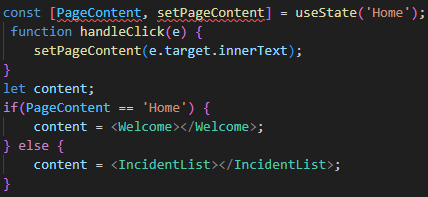 const [PageContent, setPageContent] = useState('Home');
 function handleClick(e) {
    setPageContent(e.target.innerText);
}
let content;
if(PageContent == 'Home') {
    content = <Welcome></Welcome>;
} else {
    content = <IncidentList></IncidentList>;
}